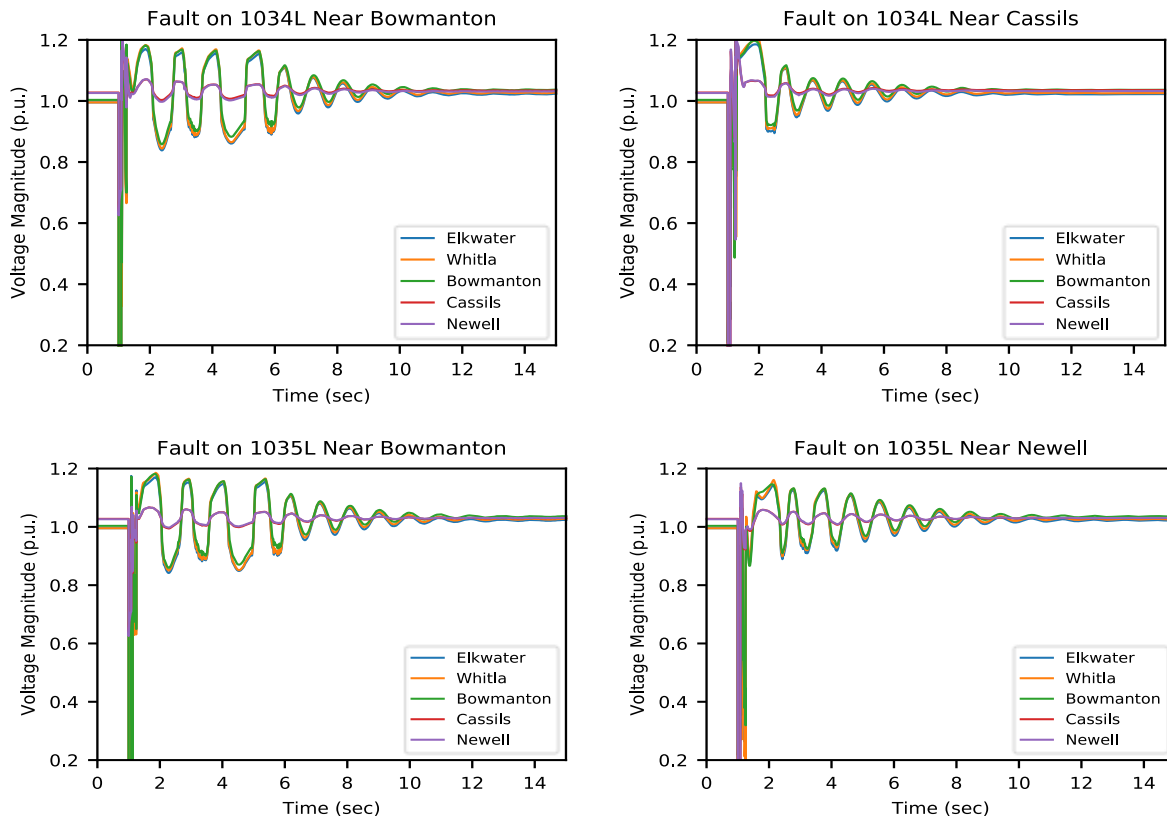 Fault on 1034L Near Bowmanton
Voltage Magnitude (p.u.)
1.2
1.0
0.8
0.6
0.4
0.2
Elkwater
Whitla
Bowmanton
Cassils
Newell
0 2 4 6 8 10 12 14
Time (sec)
Fault on 1034L Near Cassils
Voltage Magnitude (p.u.)
1.2
1.0
0.8
0.6
0.4
0.2
Elkwater
Whitla
Bowmanton
Cassils
Newell
0 2 4 6 8 10 12 14
Time (sec)
Fault on 1035L Near Bowmanton
Voltage Magnitude (p.u.)
1.2
1.0
0.8
0.6
0.4
0.2
Elkwater
Whitla
Bowmanton
Cassils
Newell
0 2 4 6 8 10 12 14
Time (sec)
Fault on 1035L Near Newell
Voltage Magnitude (p.u.)
1.2
1.0
0.8
0.6
0.4
0.2
Elkwater
Whitla
Bowmanton
Cassils
Newell
0 2 4 6 8 10 12 14
Time (sec)